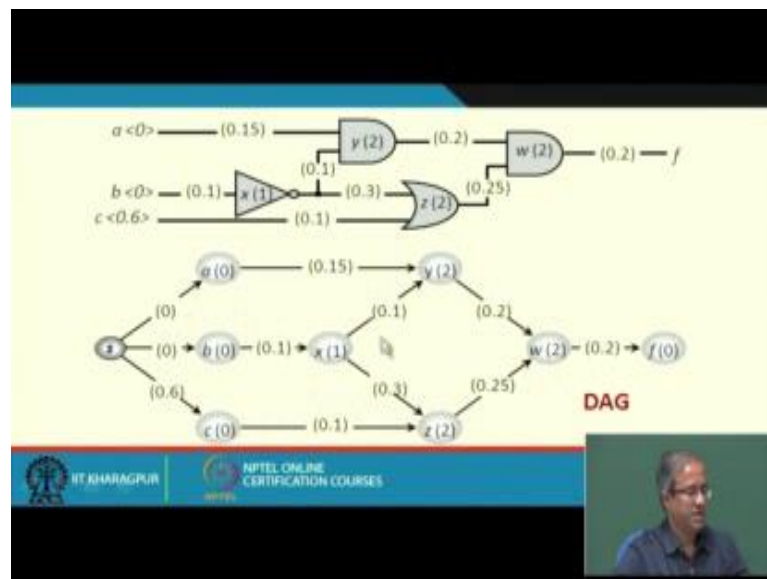 a <0> (0.15) y (2) (0.2) w (2) (0.2) f
(0.1)
b <0> (0.1) x (1) (0.3) z (2) (0.25)
c <0.6> (0.1)
a (0) (0.15) y (2)
(0) (0.1) (0.2)
s (0) b (0) (0.1) x (1) w (2) (0.2) f (0)
(0.6) (0.3) (0.25)
DAG
c (0) (0.1) z (2)
IIT KHARAGPUR
NPTEL
NPTEL ONLINE
CERTIFICATION COURSES